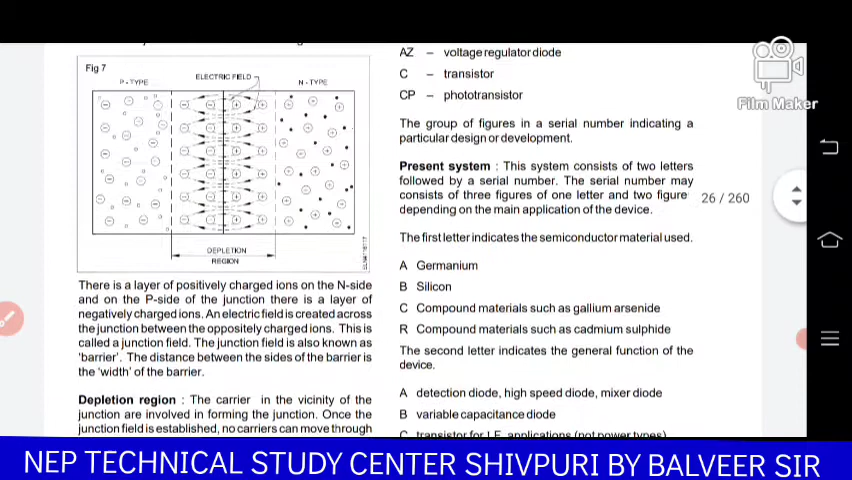 Fig 7
P-TYPE
ELECTRIC FIELD
N-TYPE
DEPLETION
REGION
There is a layer of positively charged ions on the N-side
and on the P-side of the junction there is a layer of
negatively charged ions. An electric field is created across
the junction between the oppositely charged ions. This is
called a junction field. The junction field is also known as
'barrier'. The distance between the sides of the barrier is
the 'width' of the barrier.
Depletion region : The carrier in the vicinity of the
junction are involved in forming the junction. Once the
junction field is established, no carriers can move through
AZ – voltage regulator diode
C – transistor
CP – phototransistor
The group of figures in a serial number indicating a
particular design or development.
Present system : This system consists of two letters
followed by a serial number. The serial number may
consists of three figures of one letter and two figure
depending on the main application of the device.
The first letter indicates the semiconductor material used.
A Germanium
B Silicon
C Compound materials such as gallium arsenide
R Compound materials such as cadmium sulphide
The second letter indicates the general function of the
device.
A detection diode, high speed diode, mixer diode
B variable capacitance diode
C transistor for I.F. applications (not power types)
26 / 260
Film Maker
NEP TECHNICAL STUDY CENTER SHIVPURI BY BALVEER SIR